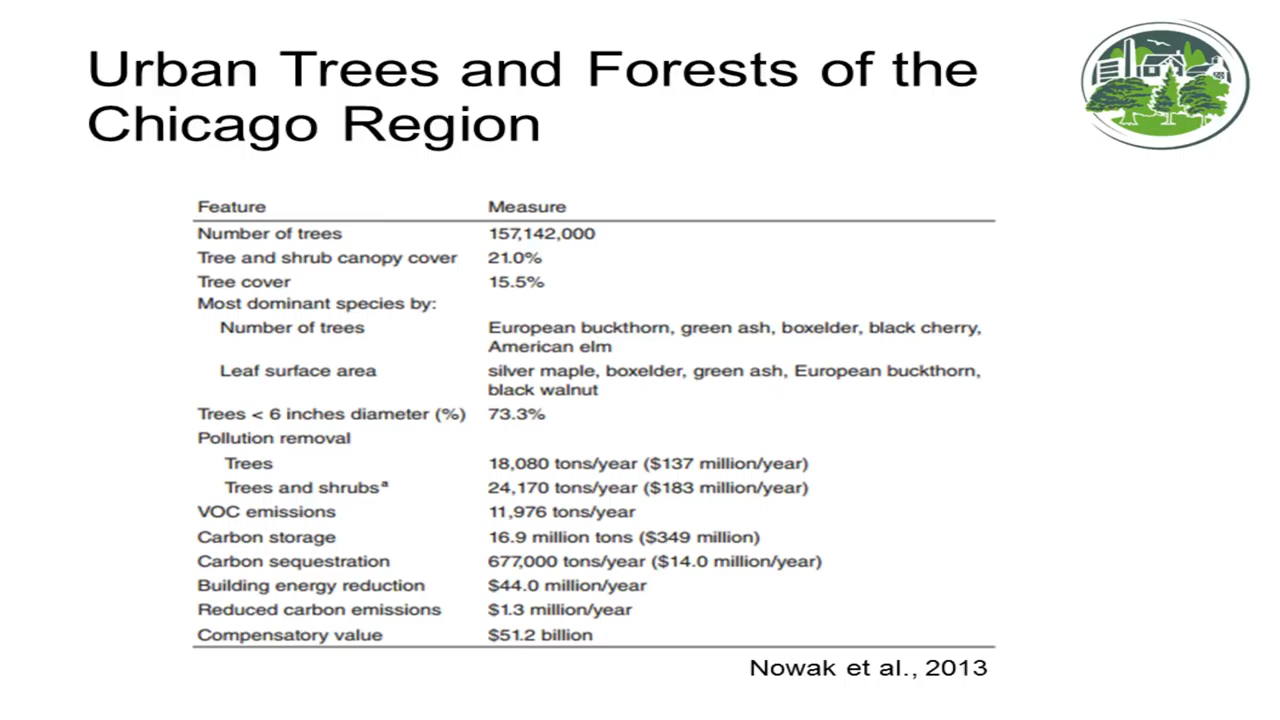 Urban Trees and Forests of the
Chicago Region
Feature Measure
Number of trees 157,142,000
Tree and shrub canopy cover 21.0%
Tree cover 15.5%
Most dominant species by:
Number of trees European buckthorn, green ash, boxelder, black cherry,
American elm
Leaf surface area silver maple, boxelder, green ash, European buckthorn,
black walnut
Trees < 6 inches diameter (%) 73.3%
Pollution removal
Trees 18,080 tons/year ($137 million/year)
Trees and shrubsᵃ 24,170 tons/year ($183 million/year)
VOC emissions 11,976 tons/year
Carbon storage 16.9 million tons ($349 million)
Carbon sequestration 677,000 tons/year ($14.0 million/year)
Building energy reduction $44.0 million/year
Reduced carbon emissions $1.3 million/year
Compensatory value $51.2 billion
Nowak et al., 2013